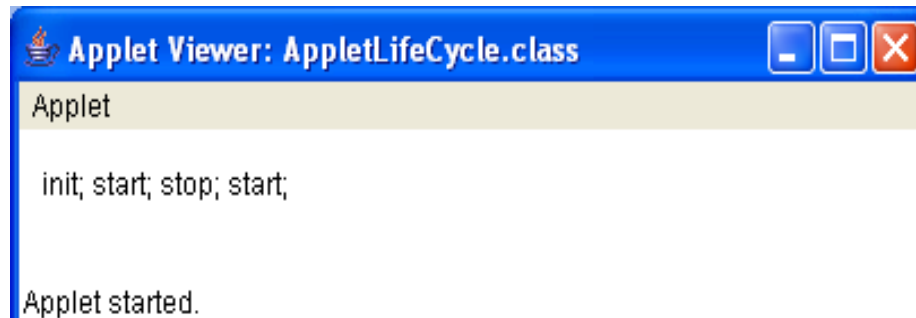 Applet Viewer: AppletLifeCycle.class
Applet
init; start; stop; start;
Applet started.